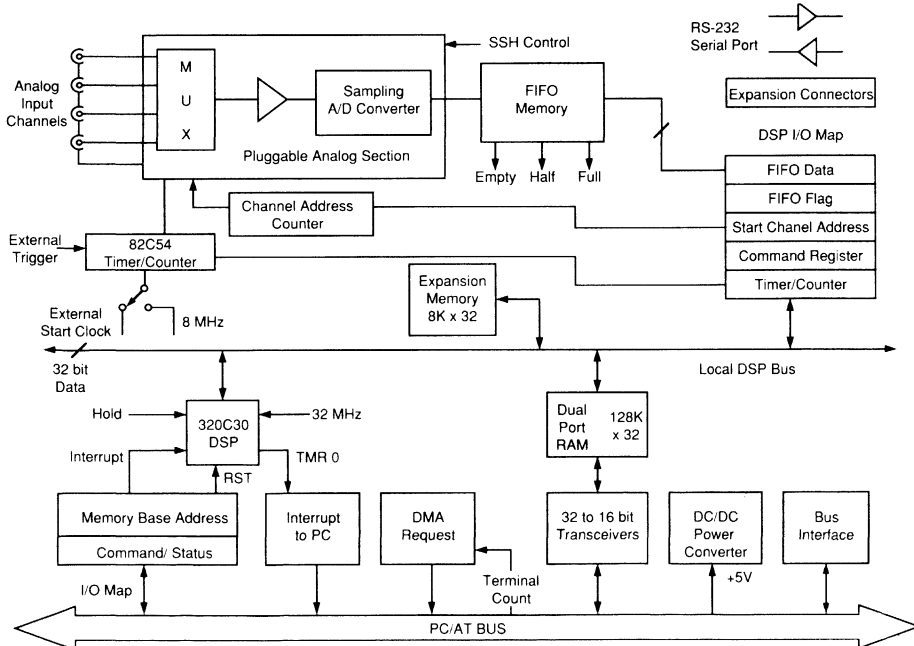 RS-232
Serial Port
SSH Control
Analog
Input
Channels
M
U
X
Sampling
A/D Converter
Pluggable Analog Section
FIFO
Memory
Empty
Half
Full
Expansion Connectors
DSP I/O Map
FIFO Data
FIFO Flag
Start Chanel Address
Command Register
Timer/Counter
Channel Address
Counter
External
Trigger
82C54
Timer/Counter
External
Start Clock
8 MHz
Expansion
Memory
8K x 32
32 bit
Data
Local DSP Bus
Hold
320C30
DSP
32 MHz
Interrupt
RST
TMR 0
Dual
Port
RAM
128K
x 32
Memory Base Address
Command/ Status
I/O Map
Interrupt
to PC
DMA
Request
Terminal
Count
32 to 16 bit
Transceivers
DC/DC
Power
Converter
+5V
Bus
Interface
PC/AT BUS